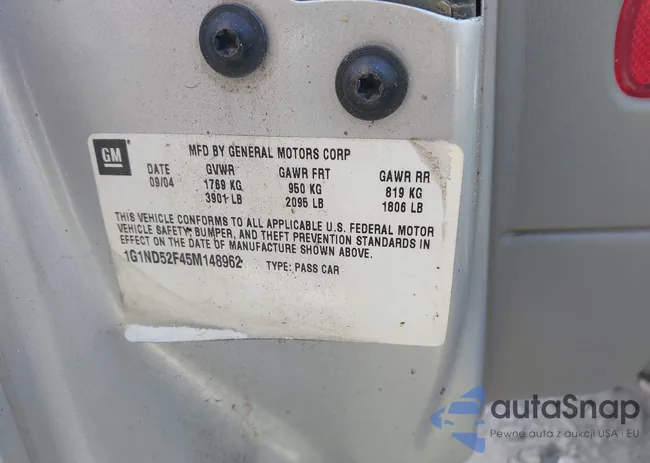 GM
MFD BY GENERAL MOTORS CORP
DATE GVWR GAWR FRT GAWR RR
09/04 1769 KG 950 KG 819 KG
3901 LB 2095 LB 1806 LB
THIS VEHICLE CONFORMS TO ALL APPLICABLE U.S. FEDERAL MOTOR
VEHICLE SAFETY, BUMPER, AND THEFT PREVENTION STANDARDS IN
EFFECT ON THE DATE OF MANUFACTURE SHOWN ABOVE.
1G1ND52F45M148962 TYPE: PASS CAR
autaSnap
Pewne auta z aukcji USA i EU